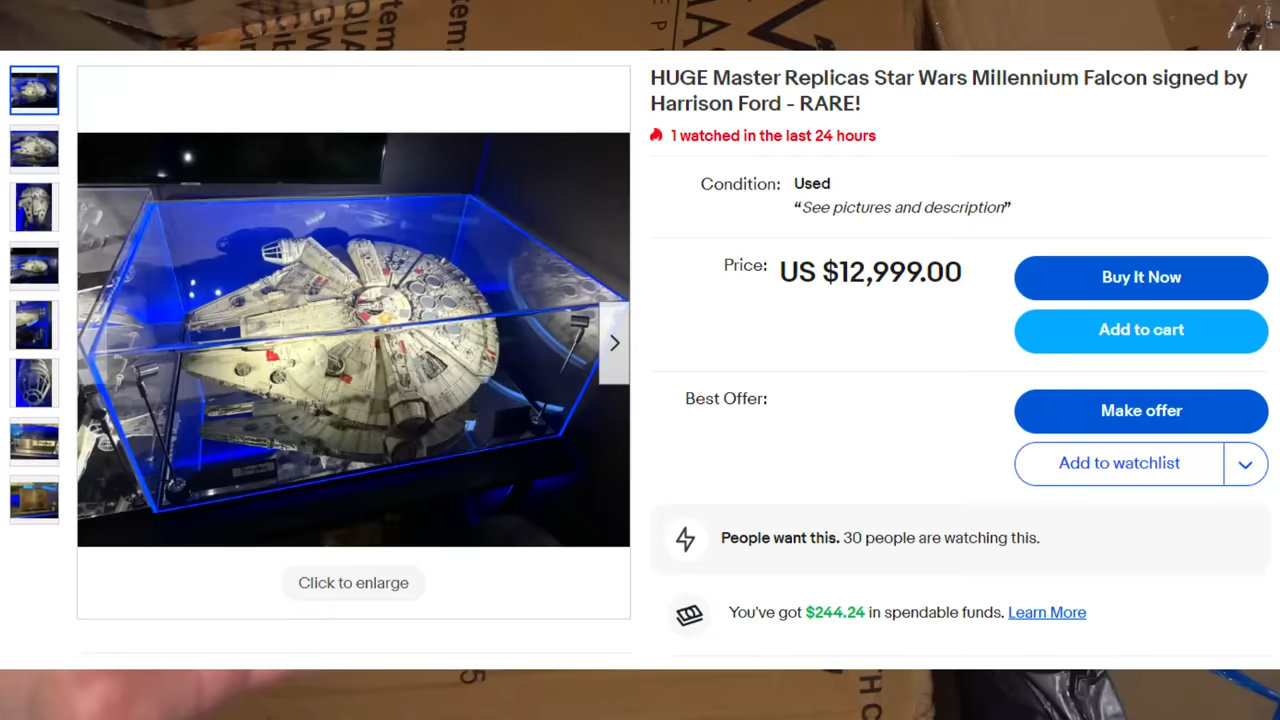 HUGE Master Replicas Star Wars Millennium Falcon signed by
Harrison Ford - RARE!
1 watched in the last 24 hours
Condition: Used
“See pictures and description”
Price: US $12,999.00
Buy It Now
Add to cart
Best Offer:
Make offer
Add to watchlist
People want this. 30 people are watching this.
Click to enlarge
You've got $244.24 in spendable funds. Learn More